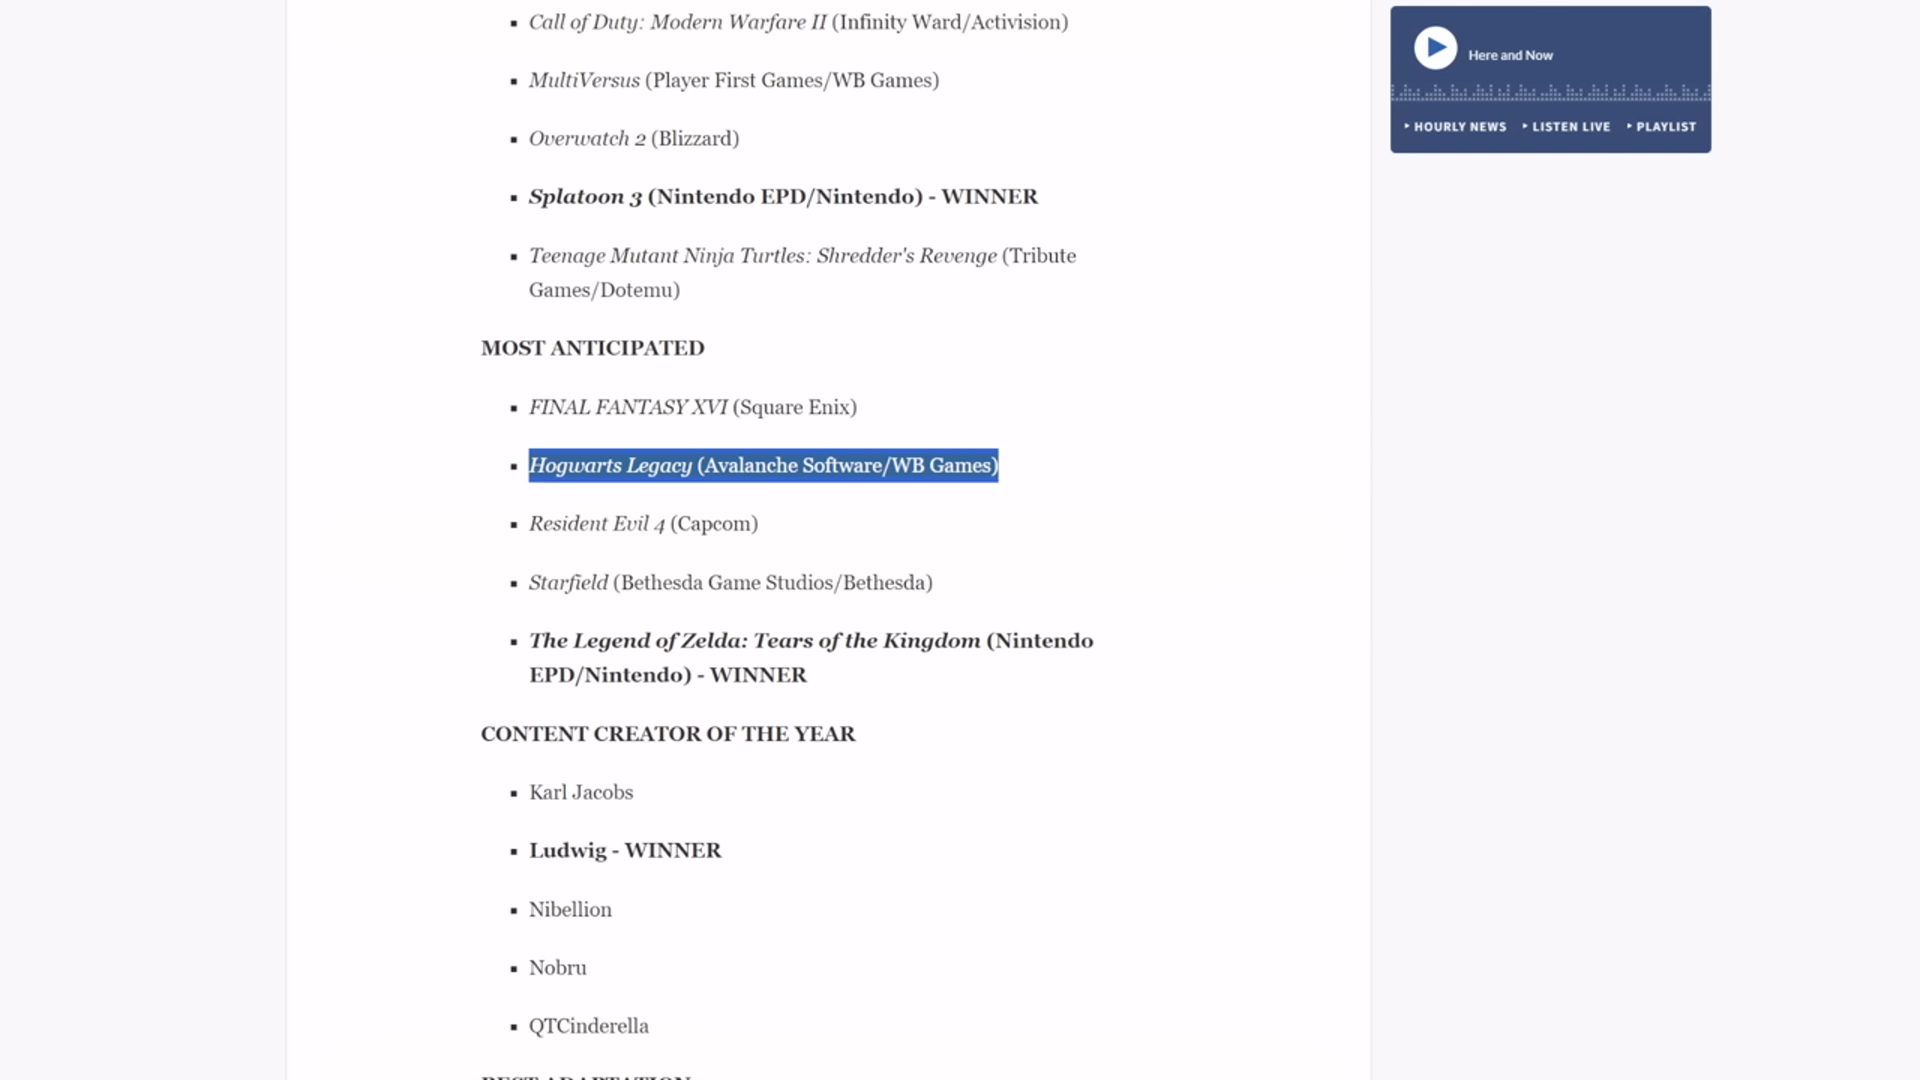 Call of Duty: Modern Warfare II (Infinity Ward/Activision)
MultiVersus (Player First Games/WB Games)
Overwatch 2 (Blizzard)
Splatoon 3 (Nintendo EPD/Nintendo) - WINNER
Teenage Mutant Ninja Turtles: Shredder's Revenge (Tribute
Games/Dotemu)
MOST ANTICIPATED
FINAL FANTASY XVI (Square Enix)
Hogwarts Legacy (Avalanche Software/WB Games)
Resident Evil 4 (Capcom)
Starfield (Bethesda Game Studios/Bethesda)
The Legend of Zelda: Tears of the Kingdom (Nintendo
EPD/Nintendo) - WINNER
CONTENT CREATOR OF THE YEAR
Karl Jacobs
Ludwig - WINNER
Nibellion
Nobru
QTCinderella
BEST ADAPTATION
Here and Now
HOURLY NEWS LISTEN LIVE PLAYLIST